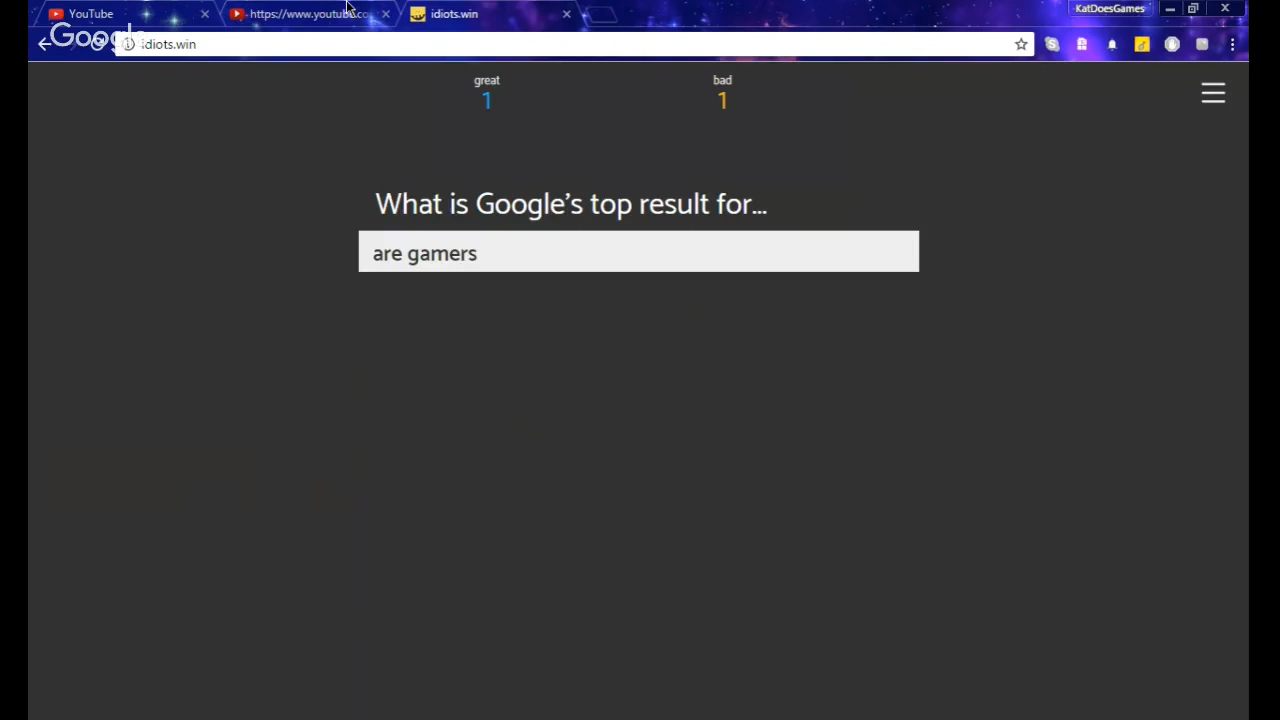 YouTube
https://www.youtube.co
idiots.win
KatDoesGames
Google
idiots.win
great
1
bad
1
What is Google's top result for...
are gamers